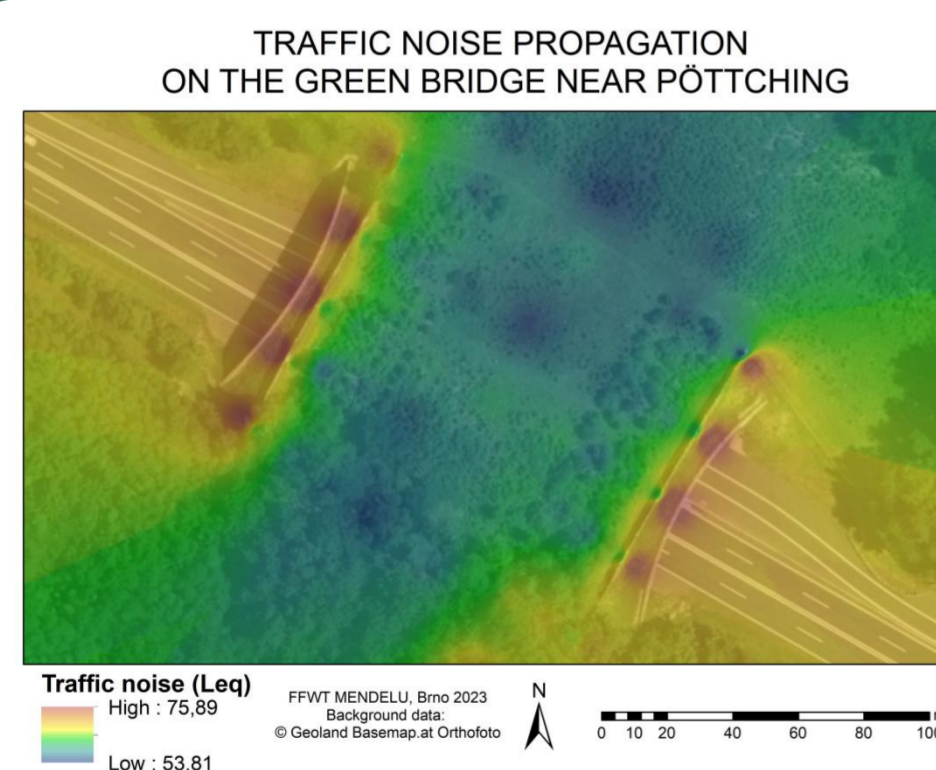 TRAFFIC NOISE PROPAGATION
ON THE GREEN BRIDGE NEAR PÖTTCHING
Traffic noise (Leq)
High : 75,89
Low : 53,81
FFWT MENDELU, Brno 2023
Background data:
© Geoland Basemap.at Orthofoto
N
0 10 20 40 60 80